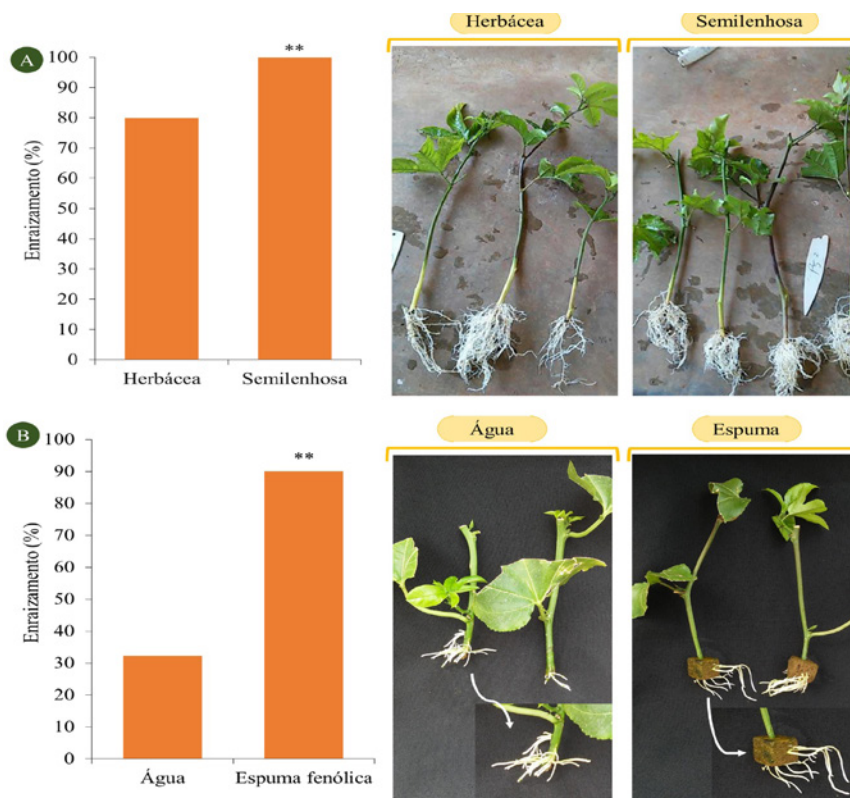 A
Enraizamento (%)
100
90
80
70
60
50
40
30
20
10
0
**
Herbácea
Semilenhosa
Herbácea
Semilenhosa
B
Enraizamento (%)
100
90
80
70
60
50
40
30
20
10
0
**
Água
Espuma fenólica
Água
Espuma